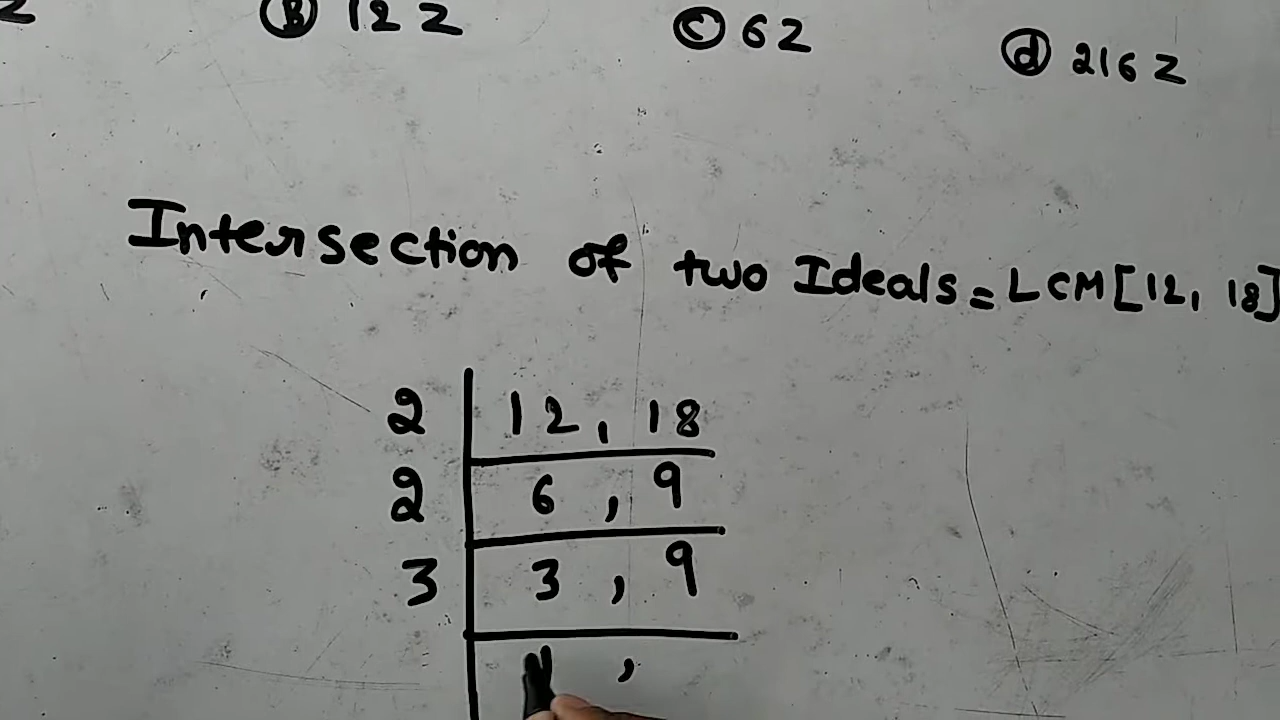 Ⓑ 12Z Ⓒ 6Z ⓓ 216Z
Intersection of two Ideals = LCM[12, 18]
2 12, 18
2 6, 9
3 3, 9
,